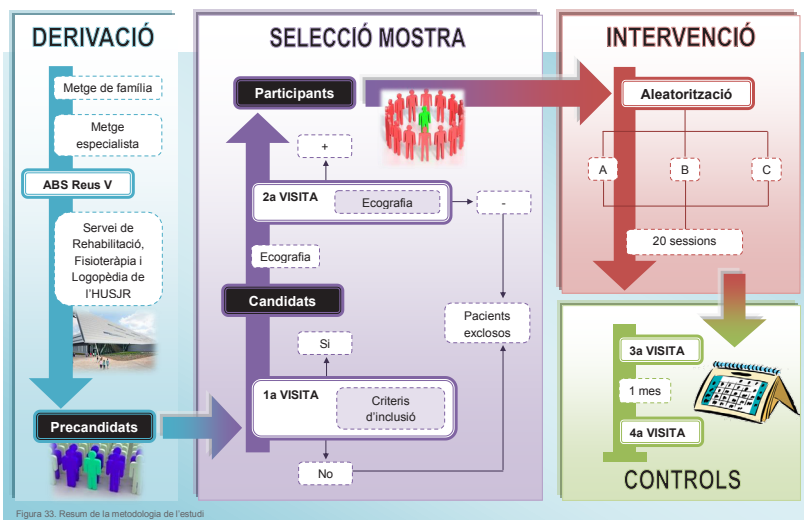 DERIVACIÓ
Metge de família
Metge
especialista
ABS Reus V
Servei de
Rehabilitació,
Fisioteràpia i
Logopèdia de
l'HUSJR
Precandidats
SELECCIÓ MOSTRA
Participants
+
2a VISITA
Ecografia
-
Ecografia
Candidats
Pacients
exclosos
Si
1a VISITA
Criteris
d'inclusió
No
INTERVENCIÓ
Aleatorització
A
B
C
20 sessions
3a VISITA
1 mes
4a VISITA
CONTROLS
Figura 33. Resum de la metodologia de l'estudi